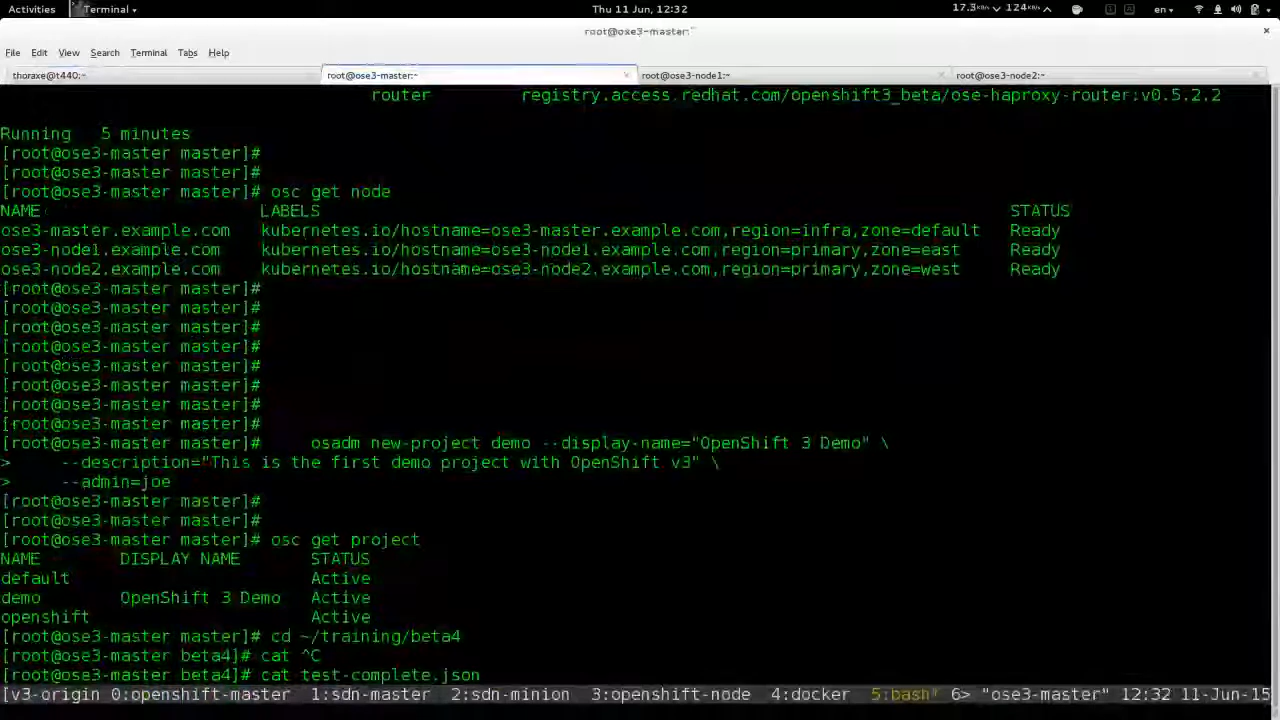 Activities Terminal Thu 11 Jun, 12:32 17.3 kB/s 124 kB/s en
root@ose3-master:~
File Edit View Search Terminal Tabs Help
thoraxe@t440:~ root@ose3-master:~ root@ose3-node1:~ root@ose3-node2:~
router registry.access.redhat.com/openshift3_beta/ose-haproxy-router:v0.5.2.2
Running 5 minutes
[root@ose3-master master]#
[root@ose3-master master]#
[root@ose3-master master]# osc get node
NAME LABELS STATUS
ose3-master.example.com kubernetes.io/hostname=ose3-master.example.com,region=infra,zone=default Ready
ose3-node1.example.com kubernetes.io/hostname=ose3-node1.example.com,region=primary,zone=east Ready
ose3-node2.example.com kubernetes.io/hostname=ose3-node2.example.com,region=primary,zone=west Ready
[root@ose3-master master]#
[root@ose3-master master]#
[root@ose3-master master]#
[root@ose3-master master]#
[root@ose3-master master]#
[root@ose3-master master]#
[root@ose3-master master]#
[root@ose3-master master]#
[root@ose3-master master]# osadm new-project demo --display-name="OpenShift 3 Demo" \
> --description="This is the first demo project with OpenShift v3" \
> --admin=joe
[root@ose3-master master]#
[root@ose3-master master]#
[root@ose3-master master]# osc get project
NAME DISPLAY NAME STATUS
default Active
demo OpenShift 3 Demo Active
openshift Active
[root@ose3-master master]# cd ~/training/beta4
[root@ose3-master beta4]# cat ^C
[root@ose3-master beta4]# cat test-complete.json
[v3-origin 0:openshift-master 1:sdn-master 2:sdn-minion 3:openshift-node 4:docker 5:bash* 6> "ose3-master" 12:32 11-Jun-15